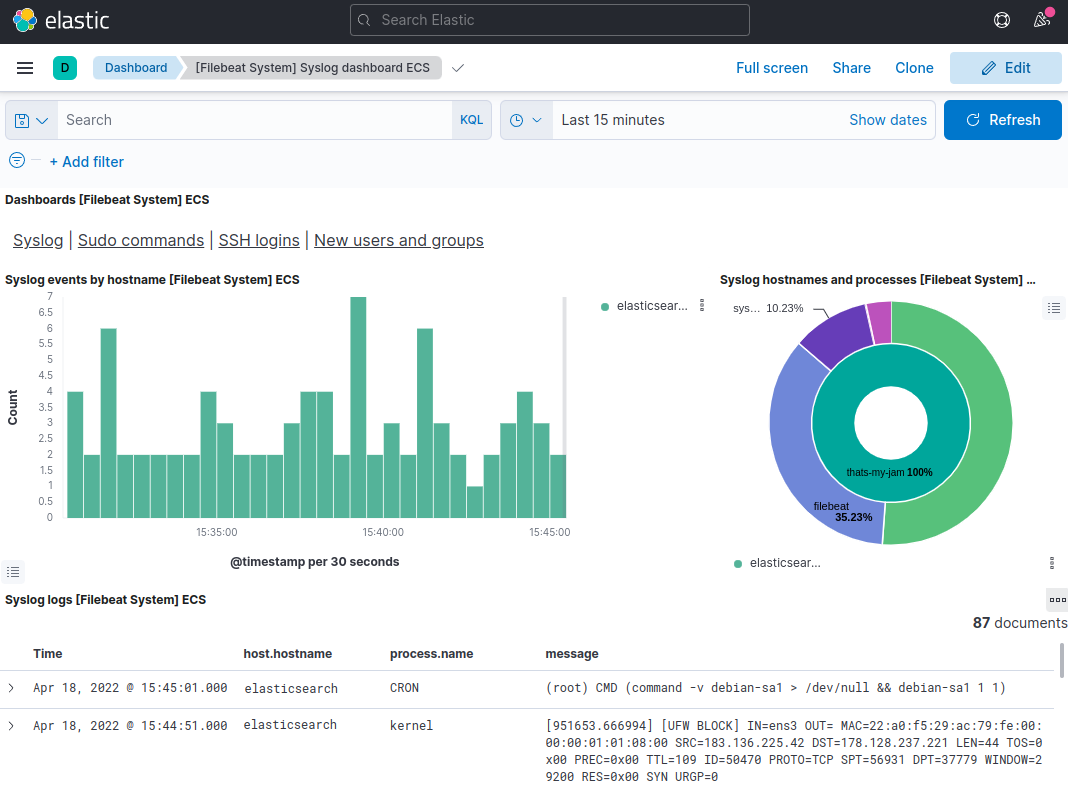 elastic
Search Elastic
D
Dashboard
[Filebeat System] Syslog dashboard ECS
Full screen
Share
Clone
Edit
Search
KQL
Last 15 minutes
Show dates
Refresh
+ Add filter
Dashboards [Filebeat System] ECS
Syslog | Sudo commands | SSH logins | New users and groups
Syslog events by hostname [Filebeat System] ECS
7
6.5
6
5.5
5
4.5
4
3.5
3
2.5
2
1.5
1
0.5
0
Count
15:35:00
15:40:00
15:45:00
@timestamp per 30 seconds
elasticsear...
Syslog hostnames and processes [Filebeat System] ...
sys... 10.23%
thats-my-jam 100%
filebeat
35.23%
elasticsear...
Syslog logs [Filebeat System] ECS
87 documents
Time host.hostname process.name message
Apr 18, 2022 @ 15:45:01.000 elasticsearch CRON (root) CMD (command -v debian-sa1 > /dev/null && debian-sa1 1 1)
Apr 18, 2022 @ 15:44:51.000 elasticsearch kernel [951653.666994] [UFW BLOCK] IN=ens3 OUT= MAC=22:a0:f5:29:ac:79:fe:00:
00:00:01:01:08:00 SRC=183.136.225.42 DST=178.128.237.221 LEN=44 TOS=0
x00 PREC=0x00 TTL=109 ID=50470 PROTO=TCP SPT=56931 DPT=37779 WINDOW=2
9200 RES=0x00 SYN URGP=0